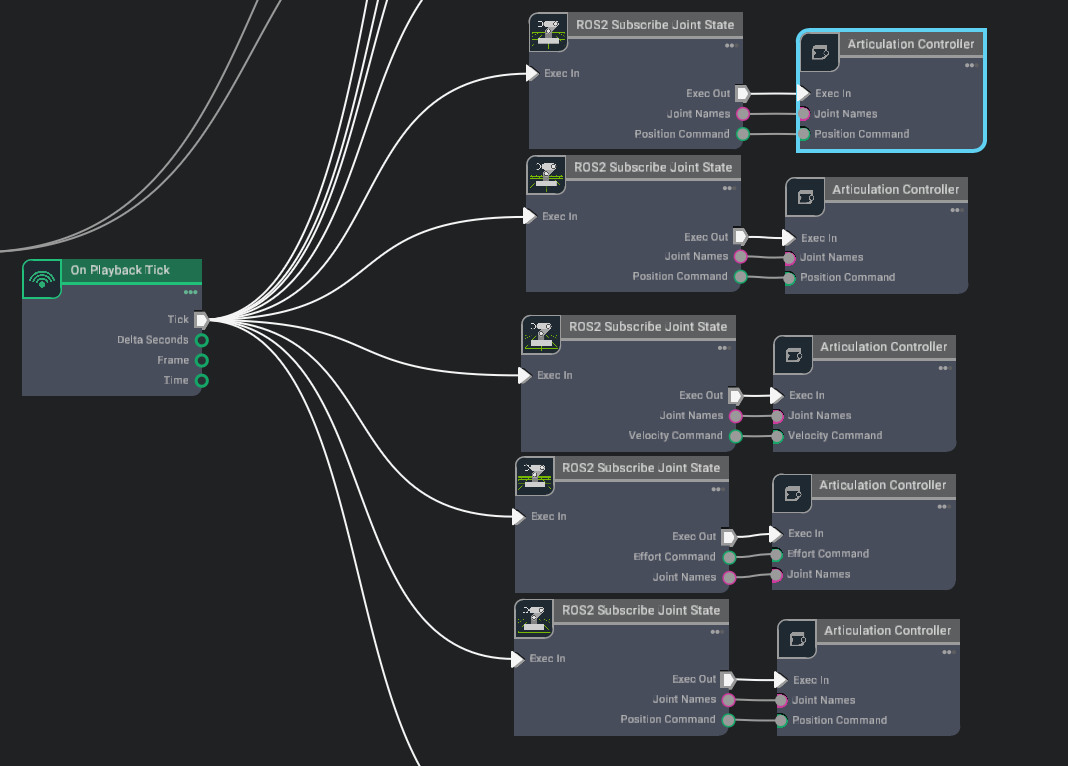 On Playback Tick
Tick
Delta Seconds
Frame
Time
ROS2 Subscribe Joint State
Exec In
Exec Out
Joint Names
Position Command
Articulation Controller
Exec In
Joint Names
Position Command
ROS2 Subscribe Joint State
Exec In
Exec Out
Joint Names
Position Command
Articulation Controller
Exec In
Joint Names
Position Command
ROS2 Subscribe Joint State
Exec In
Exec Out
Joint Names
Velocity Command
Articulation Controller
Exec In
Joint Names
Velocity Command
ROS2 Subscribe Joint State
Exec In
Exec Out
Effort Command
Joint Names
Articulation Controller
Exec In
Effort Command
Joint Names
ROS2 Subscribe Joint State
Exec In
Exec Out
Joint Names
Position Command
Articulation Controller
Exec In
Joint Names
Position Command